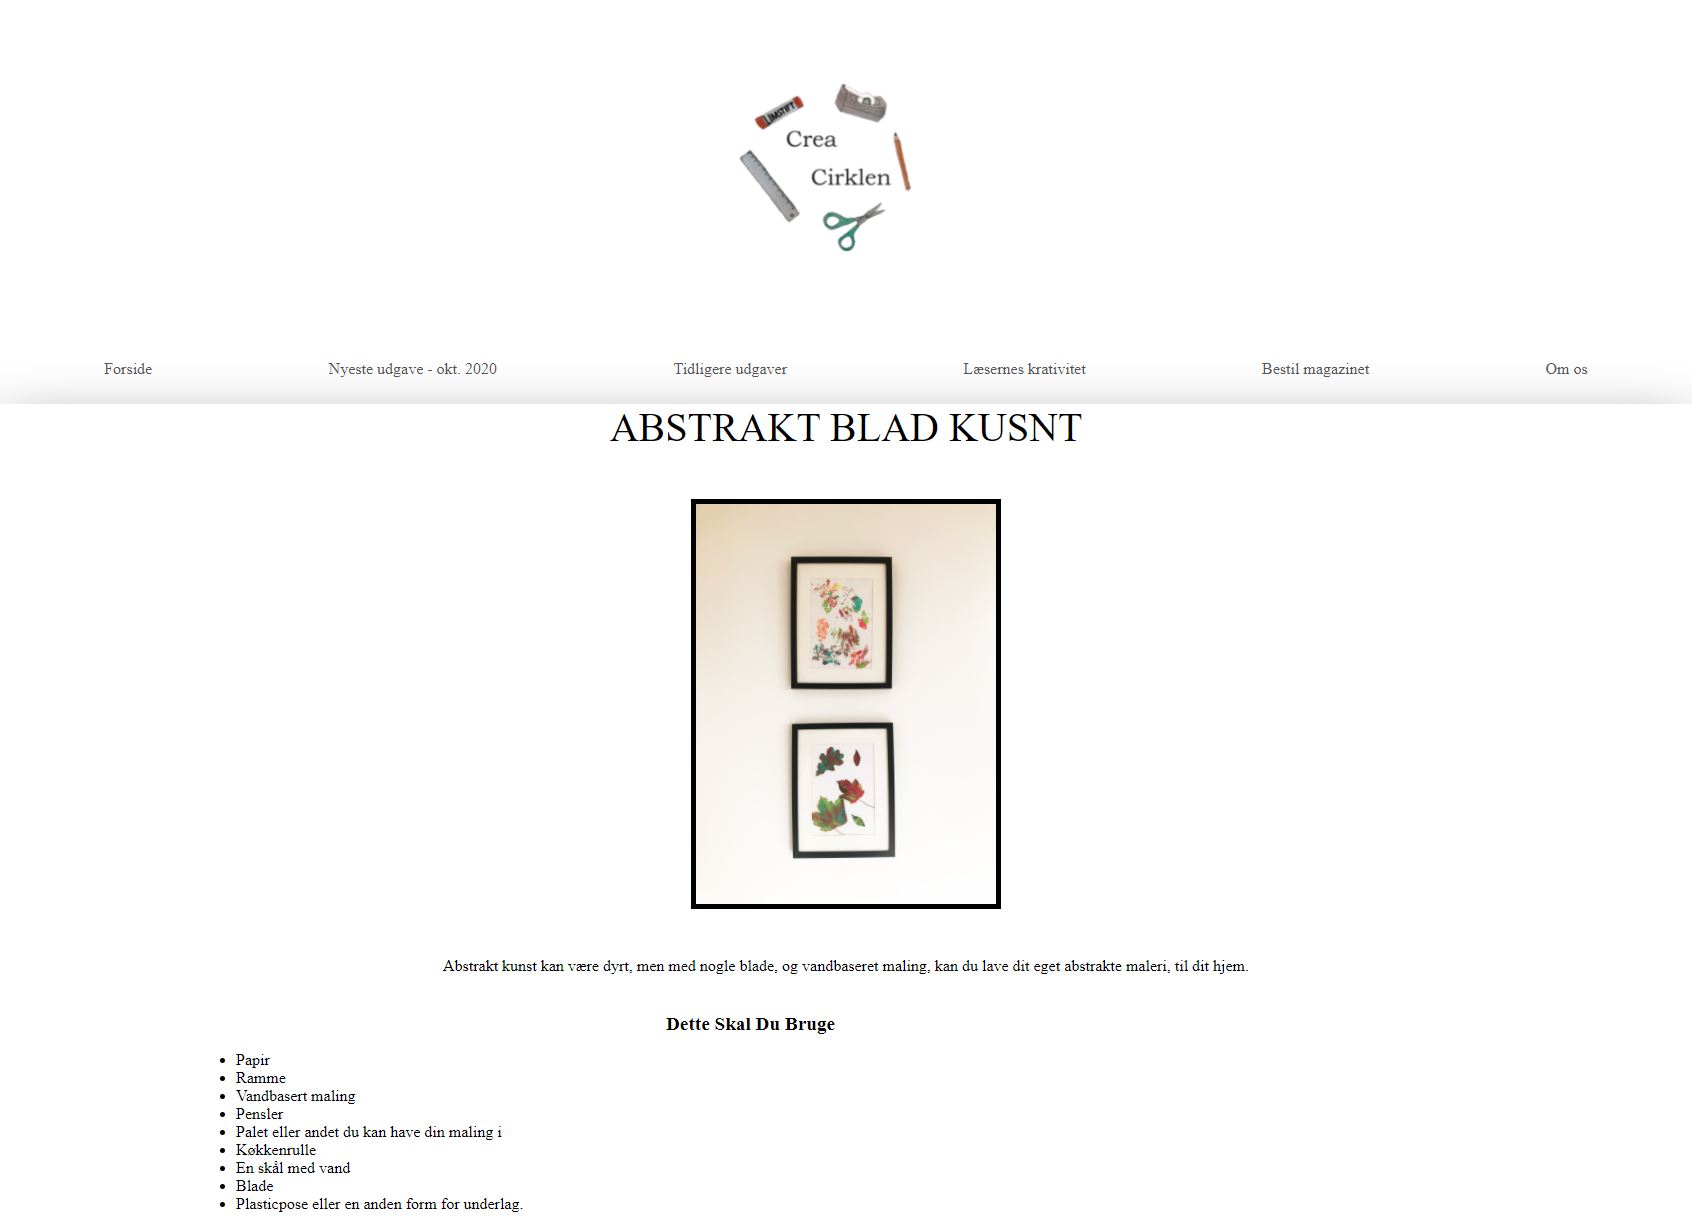 LIMSTIFT
Crea
Cirklen
Forside
Nyeste udgave - okt. 2020
Tidligere udgaver
Læsernes krativitet
Bestil magazinet
Om os
ABSTRAKT BLAD KUSNT
Abstrakt kunst kan være dyrt, men med nogle blade, og vandbaseret maling, kan du lave dit eget abstrakte maleri, til dit hjem.
Dette Skal Du Bruge
Papir
Ramme
Vandbasert maling
Pensler
Palet eller andet du kan have din maling i
Køkkenrulle
En skål med vand
Blade
Plasticpose eller en anden form for underlag.